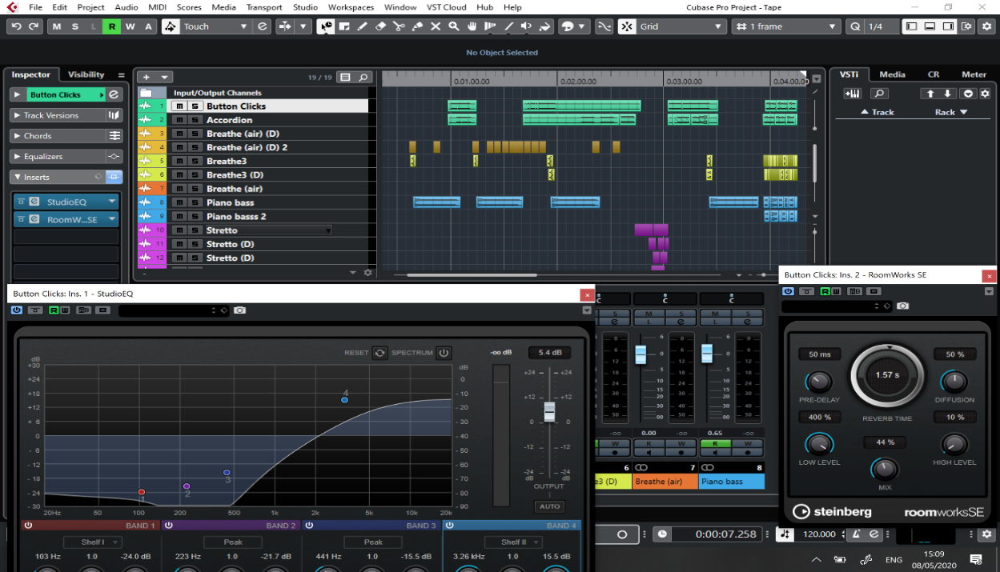 File Edit Project Audio MIDI Scores Media Transport Studio Workspaces Window VST Cloud Hub Help
Cubase Pro Project - Tape
M S L R W A Touch Grid 1 frame Q 1/4
No Object Selected
Inspector Visibility
Button Clicks
Track Versions
Chords
Equalizers
Inserts
StudioEQ
RoomW...SE
19 / 19
Input/Output Channels
1 m S Button Clicks
2 m S Accordion
3 m S Breathe (air) (D)
4 m S Breathe (air) (D) 2
5 m S Breathe3
6 m S Breathe3 (D)
7 m S Breathe (air)
8 m S Piano bass
9 m S Piano basss 2
10 m S Stretto
11 m S Stretto (D)
12 m S Stretto (D)
0.01.00.00 0.02.00.00 0.03.00.00 0.04.00.00
VSTi Media CR Meter
Track Rack
Button Clicks: Ins. 1 - StudioEQ
RESET SPECTRUM
-oo dB 5.4 dB
dB
+30
+24
+18
+12
+ 6
0
- 6
- 12
- 18
- 24
- 30
dB
0
- 10
- 20
- 30
- 40
- 50
- 60
- 70
- 80
- 90
1 2 3 4
20Hz 50 100 200 500 1k 2k 5k 10k 20k
+24 +24
+12 +12
0 0
-12 -12
-24 -24
dB dB
OUTPUT
AUTO
BAND 1 BAND 2 BAND 3 BAND 4
Shelf I Peak Peak Shelf II
103 Hz 1.0 -24.0 dB 223 Hz 1.0 -21.7 dB 441 Hz 1.0 -15.5 dB 3.26 kHz 1.0 15.5 dB
C C C
S M S M S
L L
0.00 -oo 0.65 -oo
W R W R W
6 7 8
e3 (D) Breathe (air) Piano bass
Button Clicks: Ins. 2 - RoomWorks SE
50 ms 50 %
1.57 s
PRE-DELAY DIFFUSION
REVERB TIME
400 % 10 %
44 %
LOW LEVEL HIGH LEVEL
MIX
steinberg roomworksSE
0:00:07.258 120.000
ENG
15:09
08/05/2020